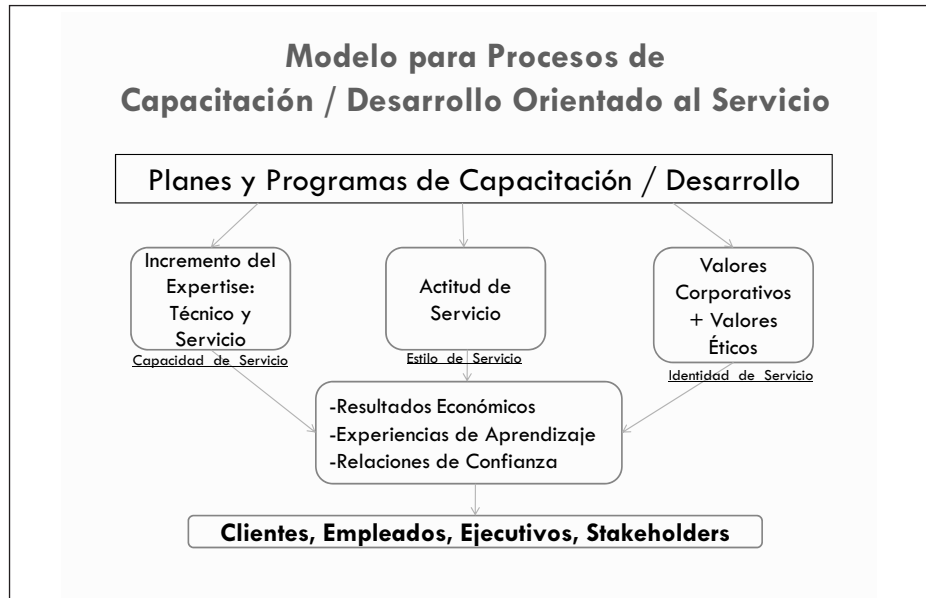 Modelo para Procesos de
Capacitación / Desarrollo Orientado al Servicio
Planes y Programas de Capacitación / Desarrollo
Incremento del
Expertise:
Técnico y
Servicio
Capacidad de Servicio
Actitud de
Servicio
Estilo de Servicio
Valores
Corporativos
+ Valores
Éticos
Identidad de Servicio
-Resultados Económicos
-Experiencias de Aprendizaje
-Relaciones de Confianza
Clientes, Empleados, Ejecutivos, Stakeholders